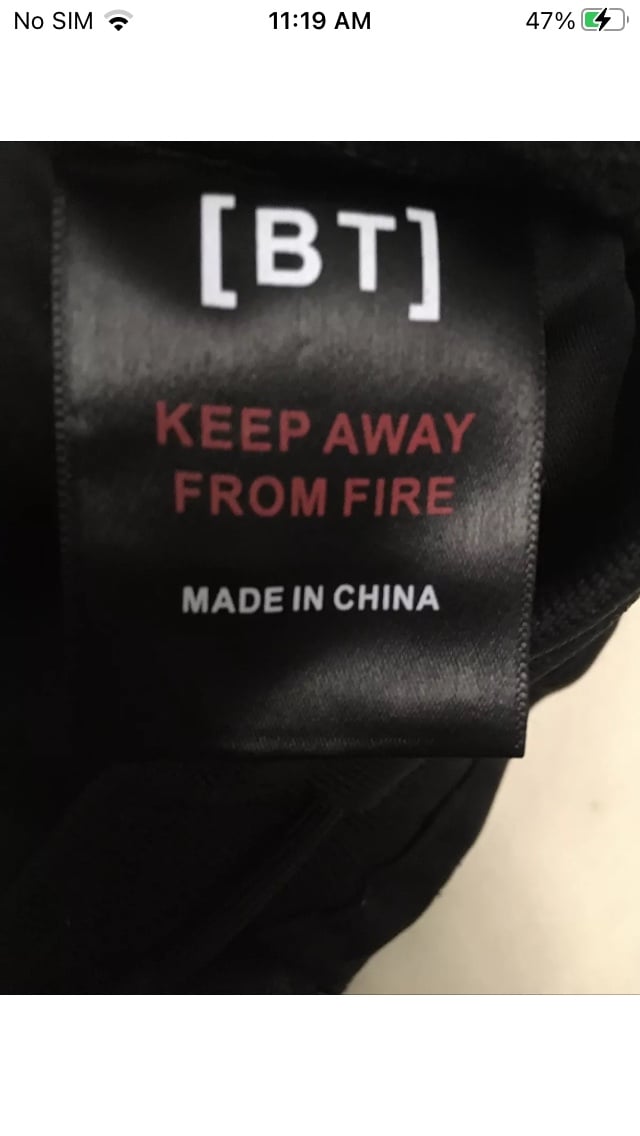 No SIM 11:19 AM 47%
[BT]
KEEP AWAY
FROM FIRE
MADE IN CHINA